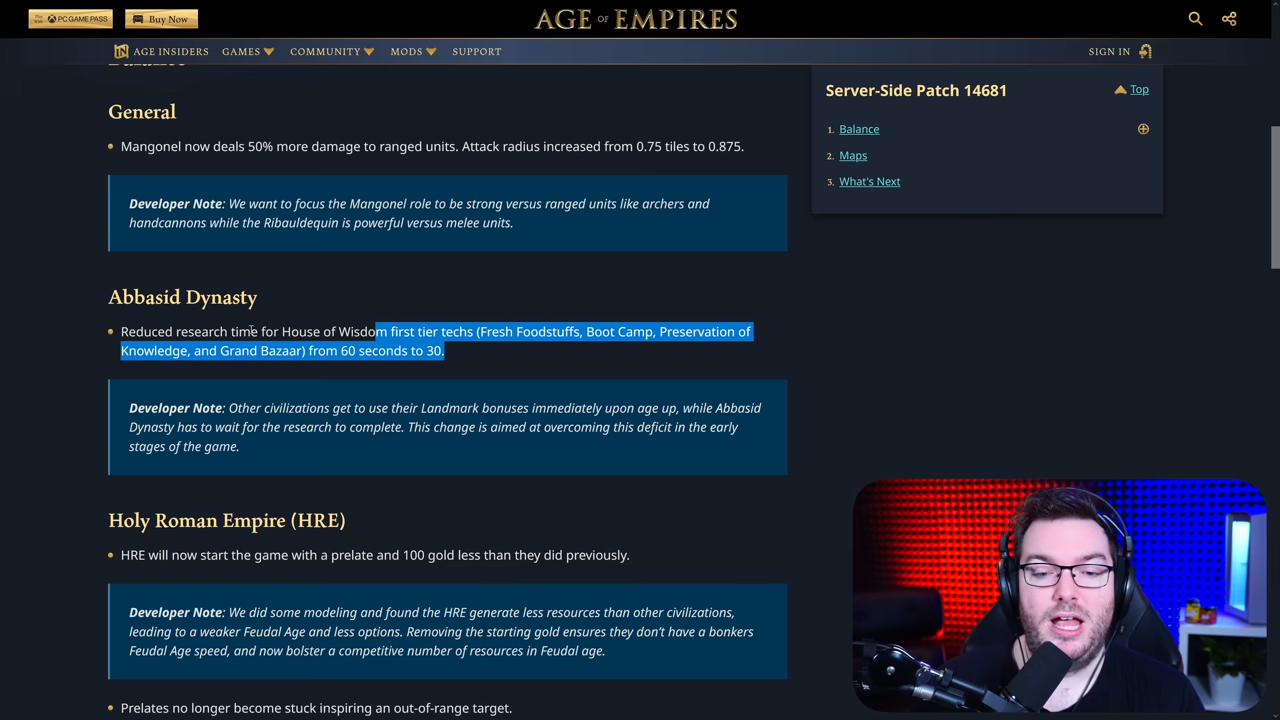 PC GAME PASS
Buy Now
AGE OF EMPIRES
AGE INSIDERS GAMES COMMUNITY MODS SUPPORT
SIGN IN
Server-Side Patch 14681
Top
1. Balance
2. Maps
3. What's Next
General
Mangonel now deals 50% more damage to ranged units. Attack radius increased from 0.75 tiles to 0.875.
Developer Note: We want to focus the Mangonel role to be strong versus ranged units like archers and
handcannons while the Ribauldequin is powerful versus melee units.
Abbasid Dynasty
Reduced research time for House of Wisdom first tier techs (Fresh Foodstuffs, Boot Camp, Preservation of
Knowledge, and Grand Bazaar) from 60 seconds to 30.
Developer Note: Other civilizations get to use their Landmark bonuses immediately upon age up, while Abbasid
Dynasty has to wait for the research to complete. This change is aimed at overcoming this deficit in the early
stages of the game.
Holy Roman Empire (HRE)
HRE will now start the game with a prelate and 100 gold less than they did previously.
Developer Note: We did some modeling and found the HRE generate less resources than other civilizations,
leading to a weaker Feudal Age and less options. Removing the starting gold ensures they don't have a bonkers
Feudal Age speed, and now bolster a competitive number of resources in Feudal age.
Prelates no longer become stuck inspiring an out-of-range target.